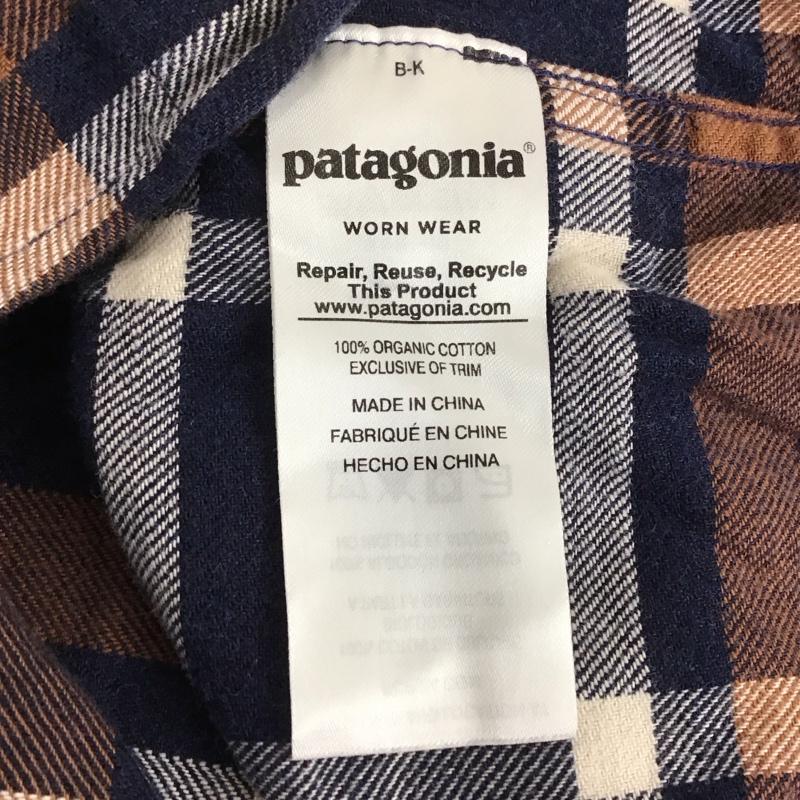 B-K
patagonia®
WORN WEAR
Repair, Reuse, Recycle
This Product
www.patagonia.com
100% ORGANIC COTTON
EXCLUSIVE OF TRIM
MADE IN CHINA
FABRIQUÉ EN CHINE
HECHO EN CHINA